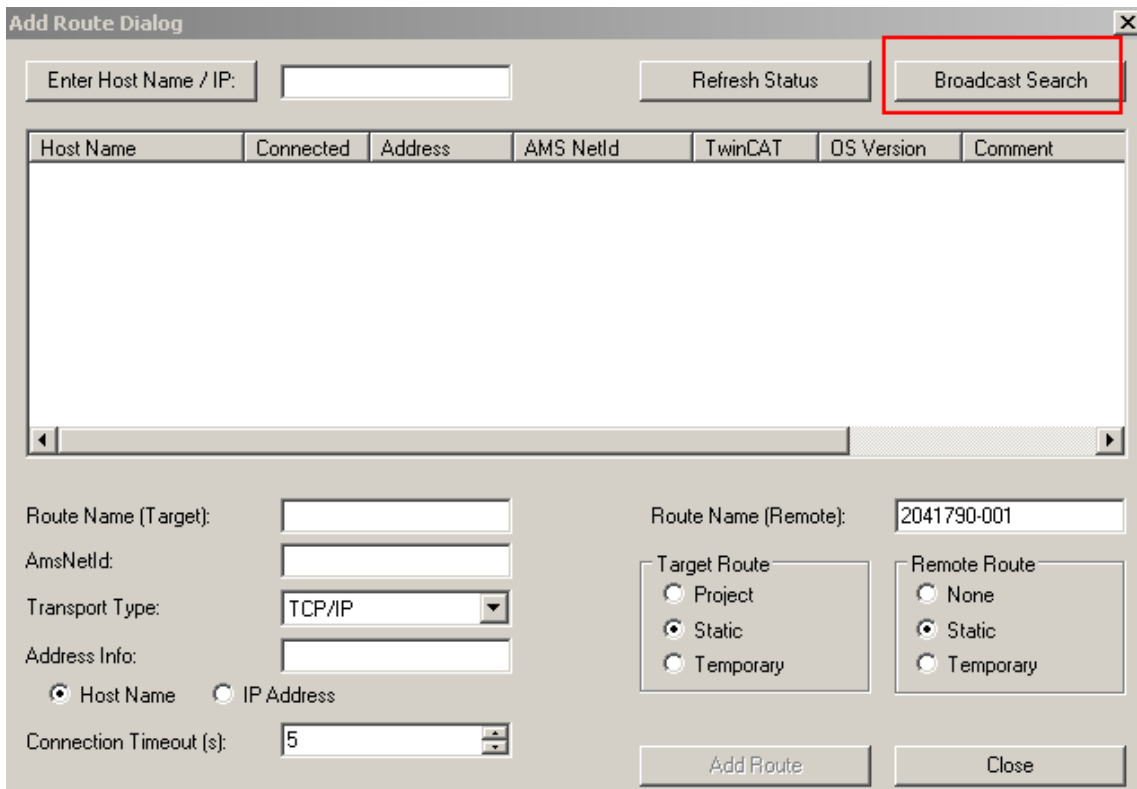 Add Route Dialog
Enter Host Name / IP: Refresh Status Broadcast Search
Host Name Connected Address AMS NetId TwinCAT OS Version Comment
Route Name (Target): Route Name (Remote): 2041790-001
AmsNetId: Target Route Remote Route
Project None
Transport Type: TCP/IP
Static Static
Address Info:
Temporary Temporary
Host Name IP Address
Connection Timeout (s): 5
Add Route Close